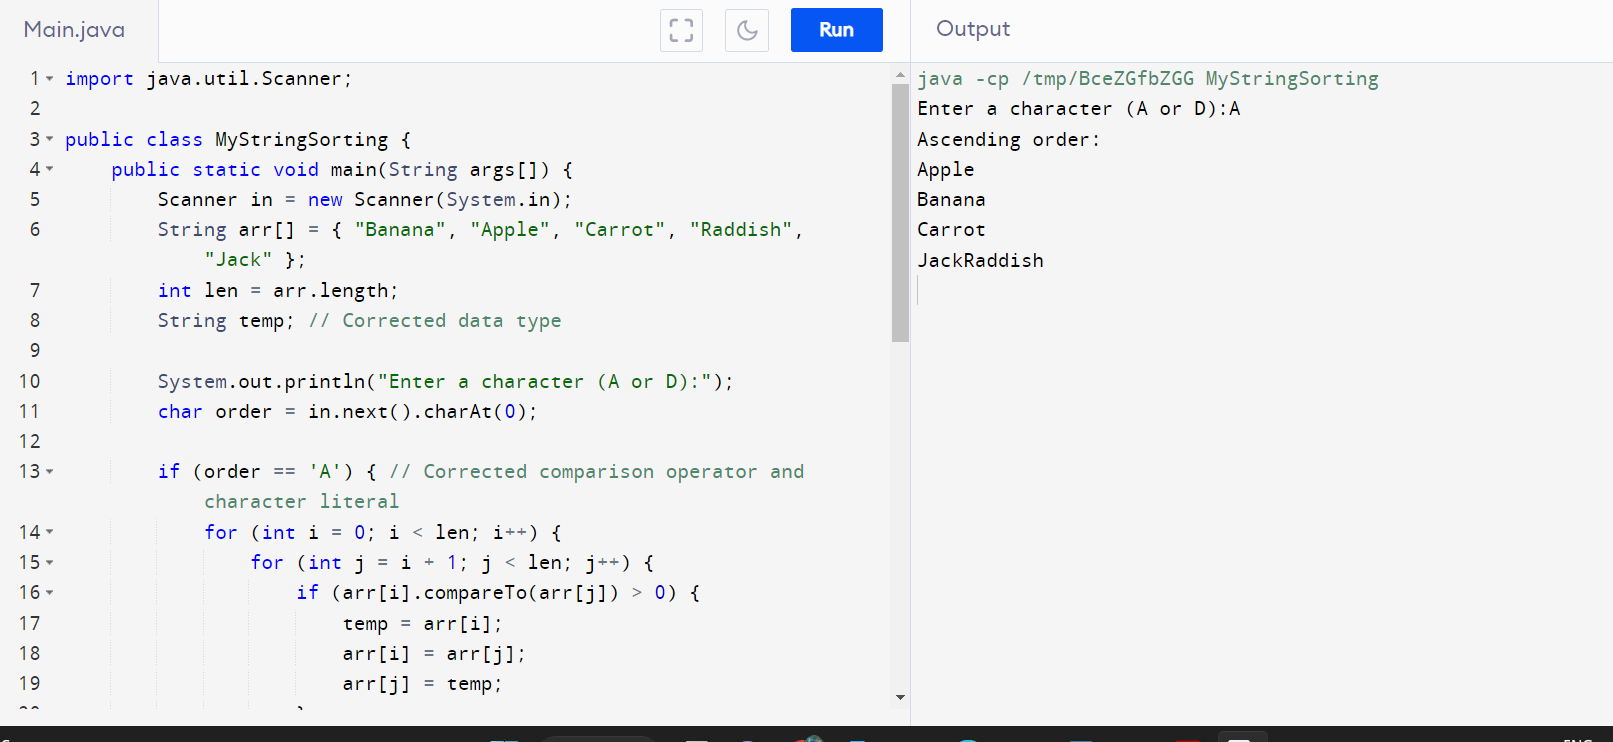 Main.java
Run
Output
1 import java.util.Scanner;
2
3 public class MyStringSorting {
4 public static void main(String args[]) {
5 Scanner in = new Scanner(System.in);
6 String arr[] = { "Banana", "Apple", "Carrot", "Raddish",
"Jack" };
7 int len = arr.length;
8 String temp; // Corrected data type
9
10 System.out.println("Enter a character (A or D):");
11 char order = in.next().charAt(0);
12
13 if (order == 'A') { // Corrected comparison operator and
character literal
14 for (int i = 0; i < len; i++) {
15 for (int j = i + 1; j < len; j++) {
16 if (arr[i].compareTo(arr[j]) > 0) {
17 temp = arr[i];
18 arr[i] = arr[j];
19 arr[j] = temp;
java -cp /tmp/BceZGfbZGG MyStringSorting
Enter a character (A or D):A
Ascending order:
Apple
Banana
Carrot
JackRaddish